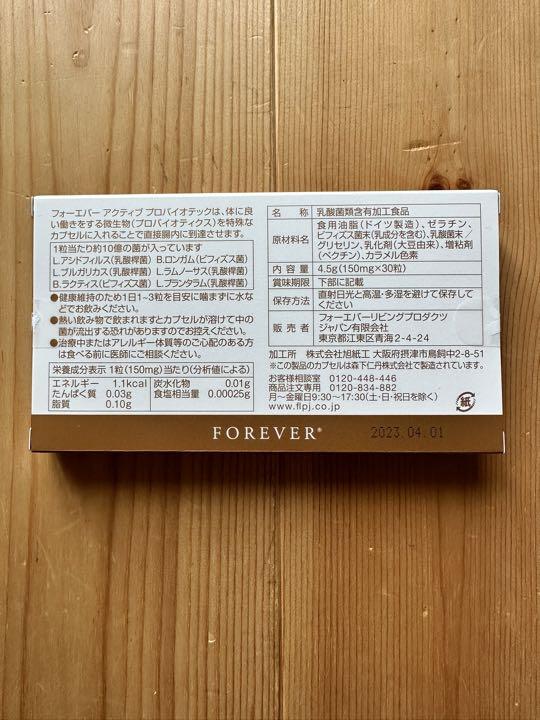 フォーエバー アクティブ プロバイオテックは、体に良
い働きをする微生物(プロバイオティクス)を特殊な
カプセルに入れることで直接腸内に到達させます。
1粒当たり約10億の菌が入っています
L.アシドフィルス(乳酸桿菌) B.ロンガム(ビフィズス菌)
L.ブルガリカス(乳酸桿菌) L.ラムノーサス(乳酸桿菌)
B.ラクティス(ビフィズス菌) L.プランタラム(乳酸桿菌)
●健康維持のため1日1~3粒を目安に噛まずに水な
どでお飲みください。
●熱い飲み物で飲まれますとカプセルが溶けて中の
菌が流出する恐れがありますのでお控えください。
●治療中またはアレルギー体質等のご心配のある方
は食べる前に医師にご相談ください。
栄養成分表示 1粒(150mg)当たり(分析値による)
エネルギー 1.1kcal 炭水化物 0.01g
たんぱく質 0.03g 食塩相当量 0.00025g
脂質 0.10g
名 称 乳酸菌類含有加工食品
原材料名 食用油脂(ドイツ製造)、ゼラチン、
ビフィズス菌末(乳成分を含む)、乳酸菌末/
グリセリン、乳化剤(大豆由来)、増粘剤
(ペクチン)、カラメル色素
内 容 量 4.5g(150mg×30粒)
賞味期限 下部に記載
保存方法 直射日光と高温・多湿を避けて保存して
ください
販 売 者 フォーエバーリビングプロダクツ
ジャパン有限会社
東京都江東区青海2-4-24
加工所 株式会社旭紙工 大阪府摂津市鳥飼中2-8-51
※この製品のカプセルは森下仁丹株式会社で製造されています。
お客様相談室 0120-448-446
商品注文専用 0120-834-882
月~金曜日9:30~17:30(土・日・祝日を除く)
www.flpj.co.jp
紙
FOREVER®
2023.04.01